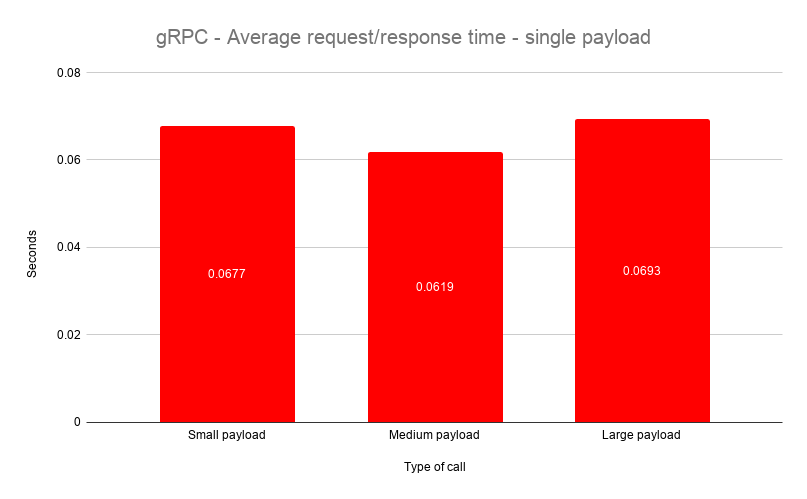 gRPC - Average request/response time - single payload
0.08
0.06
0.04
0.02
0
Seconds
0.0677
0.0619
0.0693
Small payload
Medium payload
Large payload
Type of call